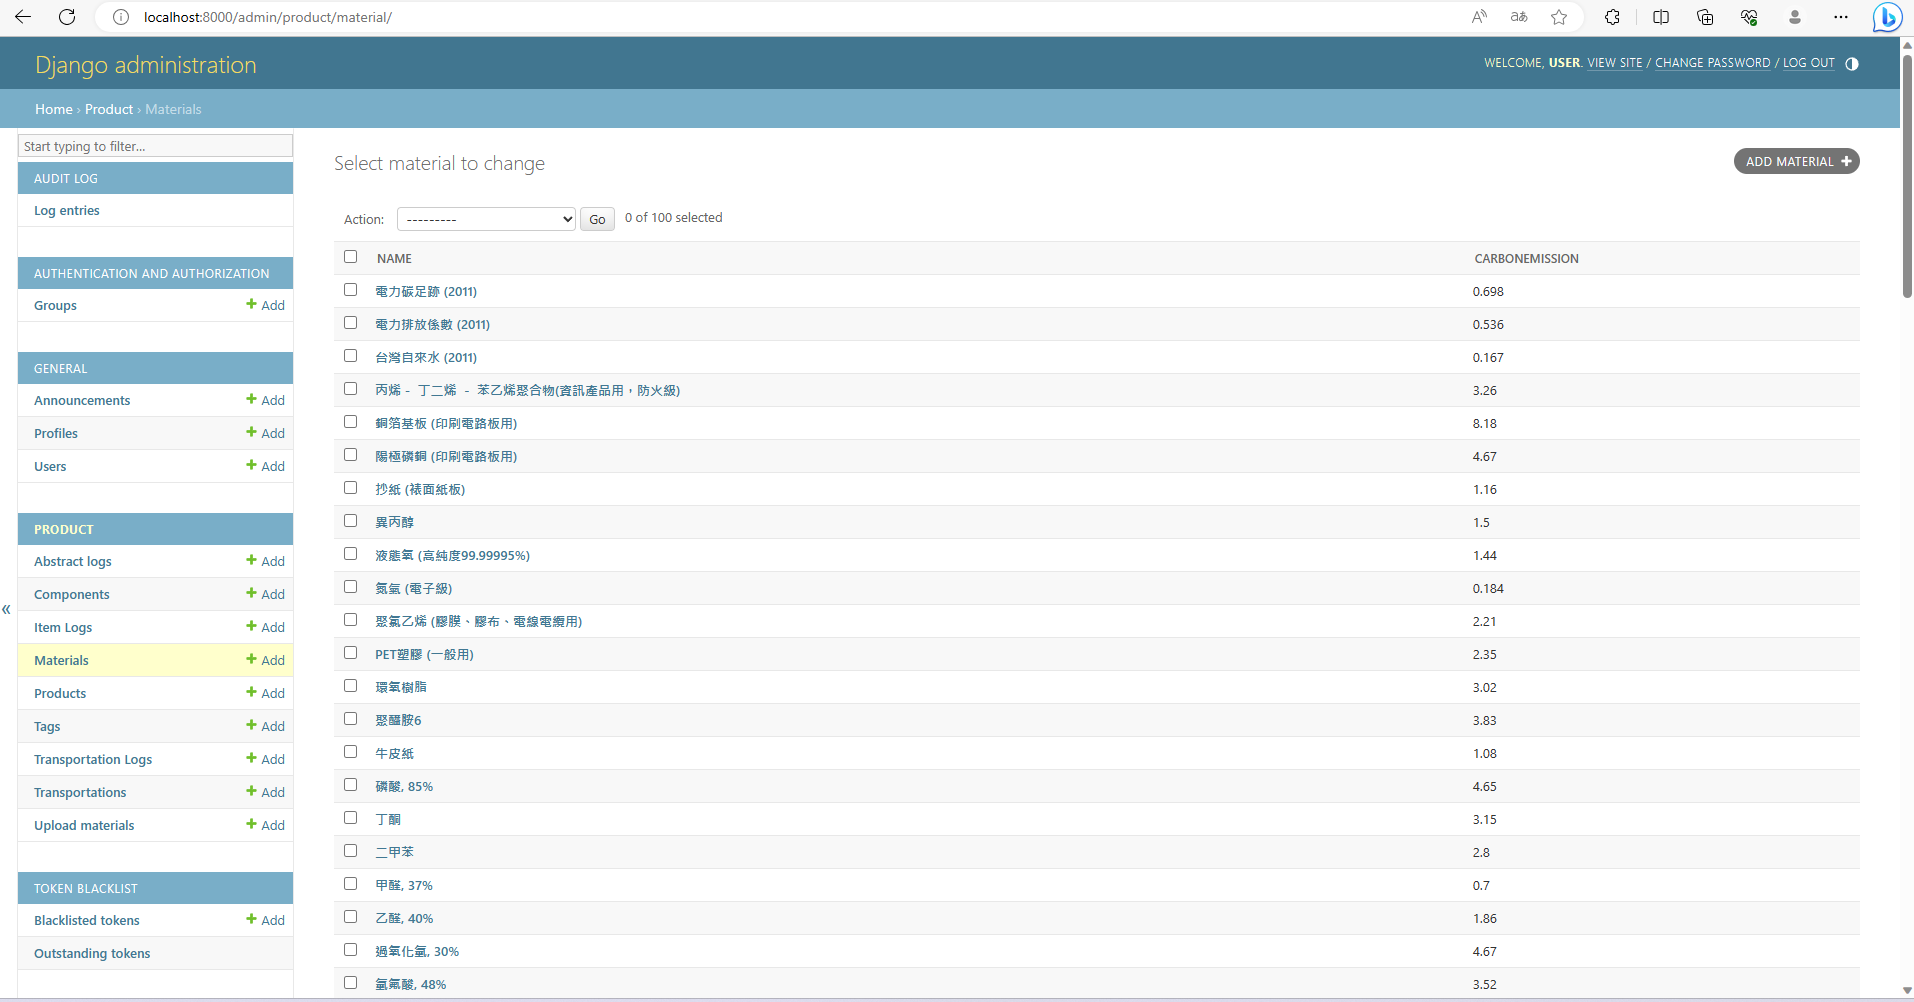 localhost:8000/admin/product/material/
Django administration
WELCOME, USER. VIEW SITE / CHANGE PASSWORD / LOG OUT
Home › Product › Materials
Start typing to filter...
AUDIT LOG
Log entries
AUTHENTICATION AND AUTHORIZATION
Groups + Add
GENERAL
Announcements + Add
Profiles + Add
Users + Add
PRODUCT
Abstract logs + Add
Components + Add
Item Logs + Add
«
Materials + Add
Products + Add
Tags + Add
Transportation Logs + Add
Transportations + Add
Upload materials + Add
TOKEN BLACKLIST
Blacklisted tokens + Add
Outstanding tokens
Select material to change
ADD MATERIAL +
Action: --------- Go 0 of 100 selected
NAME CARBONEMISSION
電力碳足跡 (2011) 0.698
電力排放係數 (2011) 0.536
台灣自來水 (2011) 0.167
丙烯 - 丁二烯 - 苯乙烯聚合物(資訊產品用，防火級) 3.26
銅箔基板 (印刷電路板用) 8.18
陽極磷銅 (印刷電路板用) 4.67
抄紙 (裱面紙板) 1.16
異丙醇 1.5
液態氧 (高純度99.99995%) 1.44
氮氣 (電子級) 0.184
聚氯乙烯 (膠膜、膠布、電線電纜用) 2.21
PET塑膠 (一般用) 2.35
環氧樹脂 3.02
聚醯胺6 3.83
牛皮紙 1.08
磷酸, 85% 4.65
丁酮 3.15
二甲苯 2.8
甲醛, 37% 0.7
乙醛, 40% 1.86
過氧化氫, 30% 4.67
氫氟酸, 48% 3.52